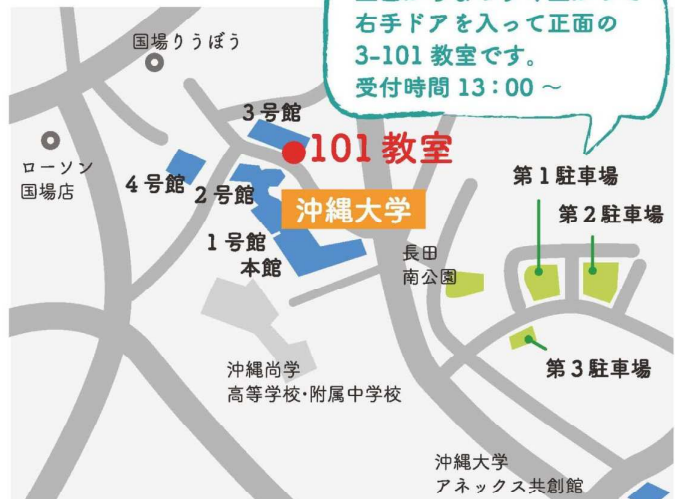 右手ドアを入って正面の
3-101 教室です。
受付時間 13:00 ~
国場りうぼう
3号館
101 教室
ローソン
国場店
4号館
2号館
沖縄大学
第1駐車場
第2駐車場
1号館
本館
長田
南公園
第3駐車場
沖縄尚学
高等学校・附属中学校
沖縄大学
アネックス共創館